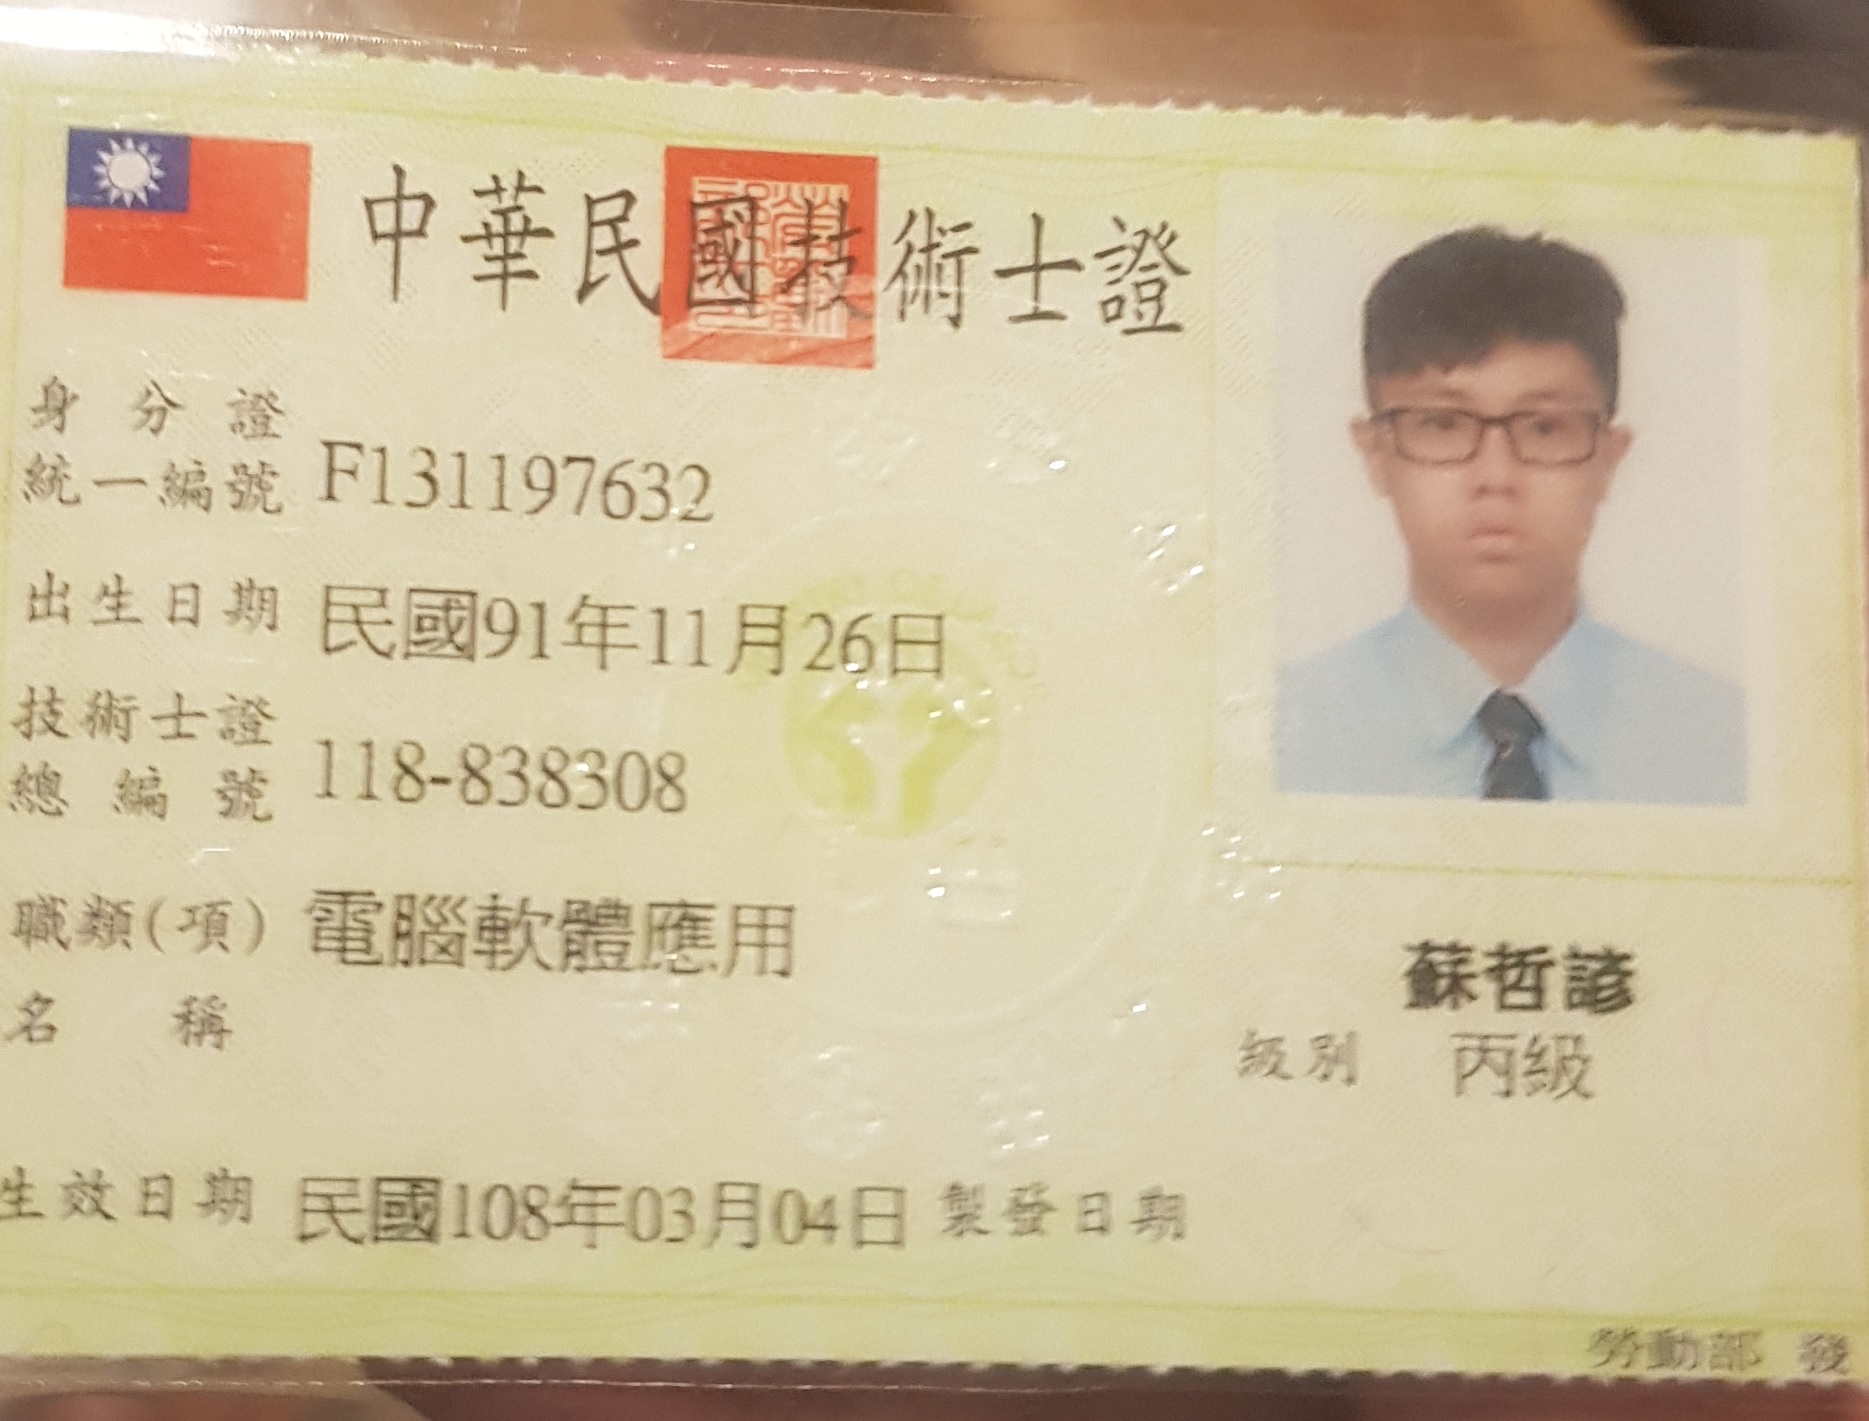 中華民國技術士證
身分證
統一編號 F131197632
出生日期 民國91年11月26日
技術士證
總編號 118-838308
職類(項) 電腦軟體應用
名稱
蘇哲諺
級別 丙級
生效日期 民國108年03月04日 製發日期
勞動部 發